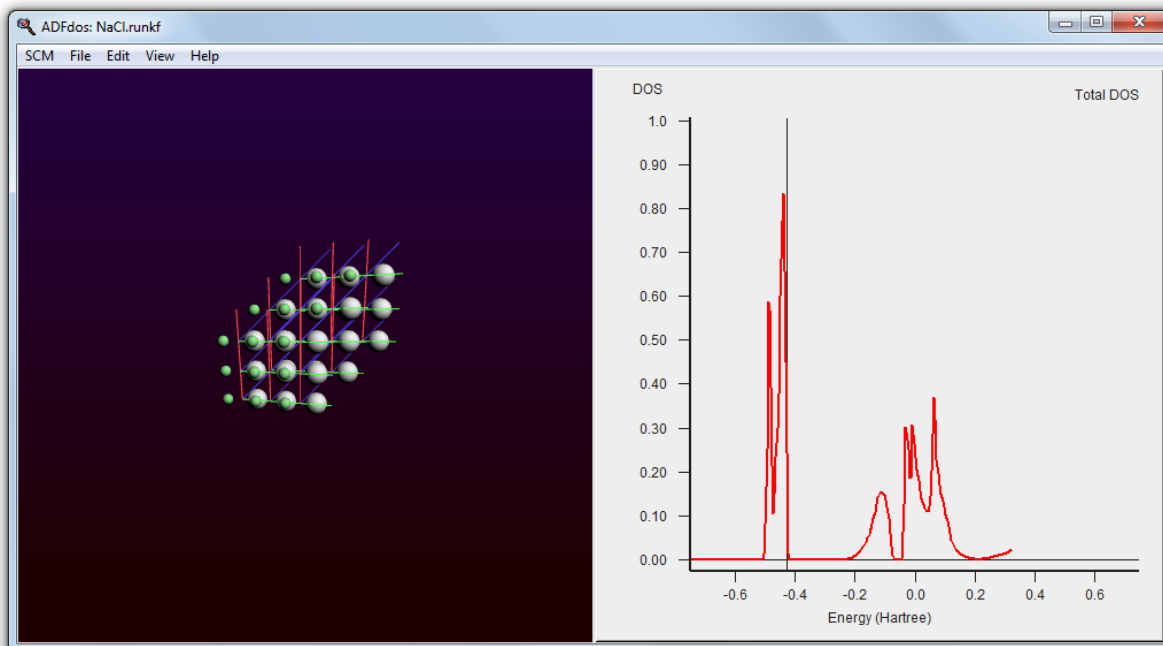 ADFdos: NaCl.runkf
SCM File Edit View Help
DOS
Total DOS
1.0
0.90
0.80
0.70
0.60
0.50
0.40
0.30
0.20
0.10
0.00
-0.6 -0.4 -0.2 0.0 0.2 0.4 0.6
Energy (Hartree)